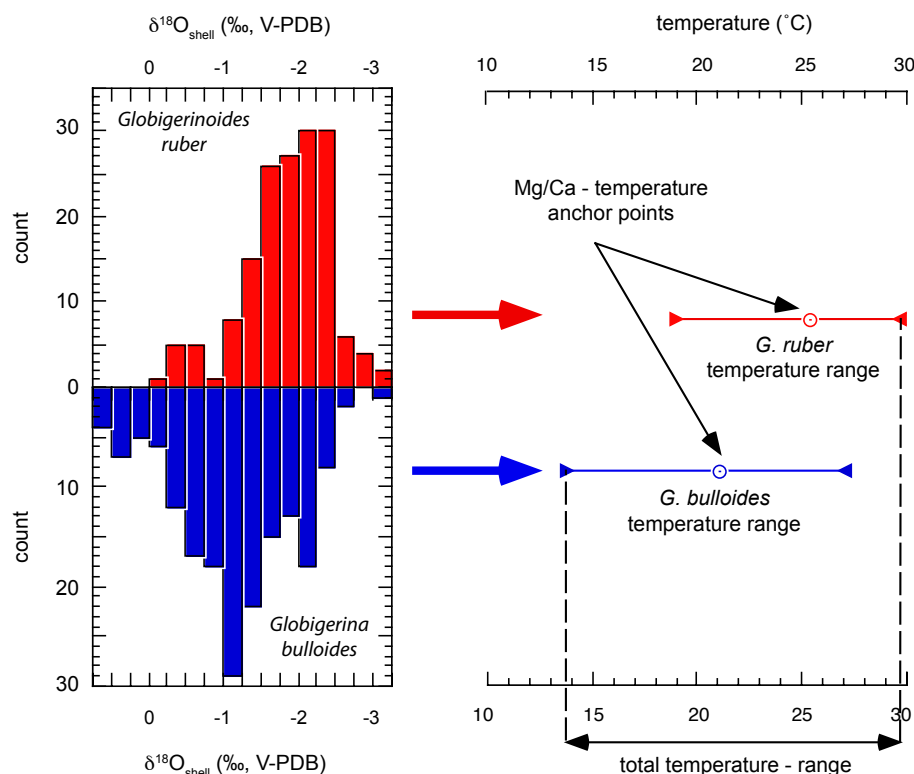 δ¹⁸Oshell (‰, V-PDB)
temperature (˚C)
0 -1 -2 -3
10 15 20 25 30
Globigerinoides
ruber
30
20
10
0
10
20
30
count
count
Mg/Ca - temperature
anchor points
G. ruber
temperature range
G. bulloides
temperature range
Globigerina
bulloides
0 -1 -2 -3
10 15 20 25 30
δ¹⁸Oshell (‰, V-PDB)
total temperature - range